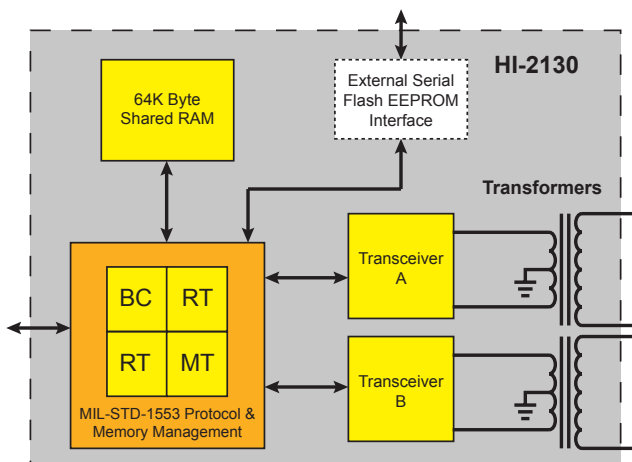 HI-2130
64K Byte
Shared RAM
External Serial
Flash EEPROM
Interface
Transformers
Transceiver
A
BC
RT
RT
MT
MIL-STD-1553 Protocol &
Memory Management
Transceiver
B